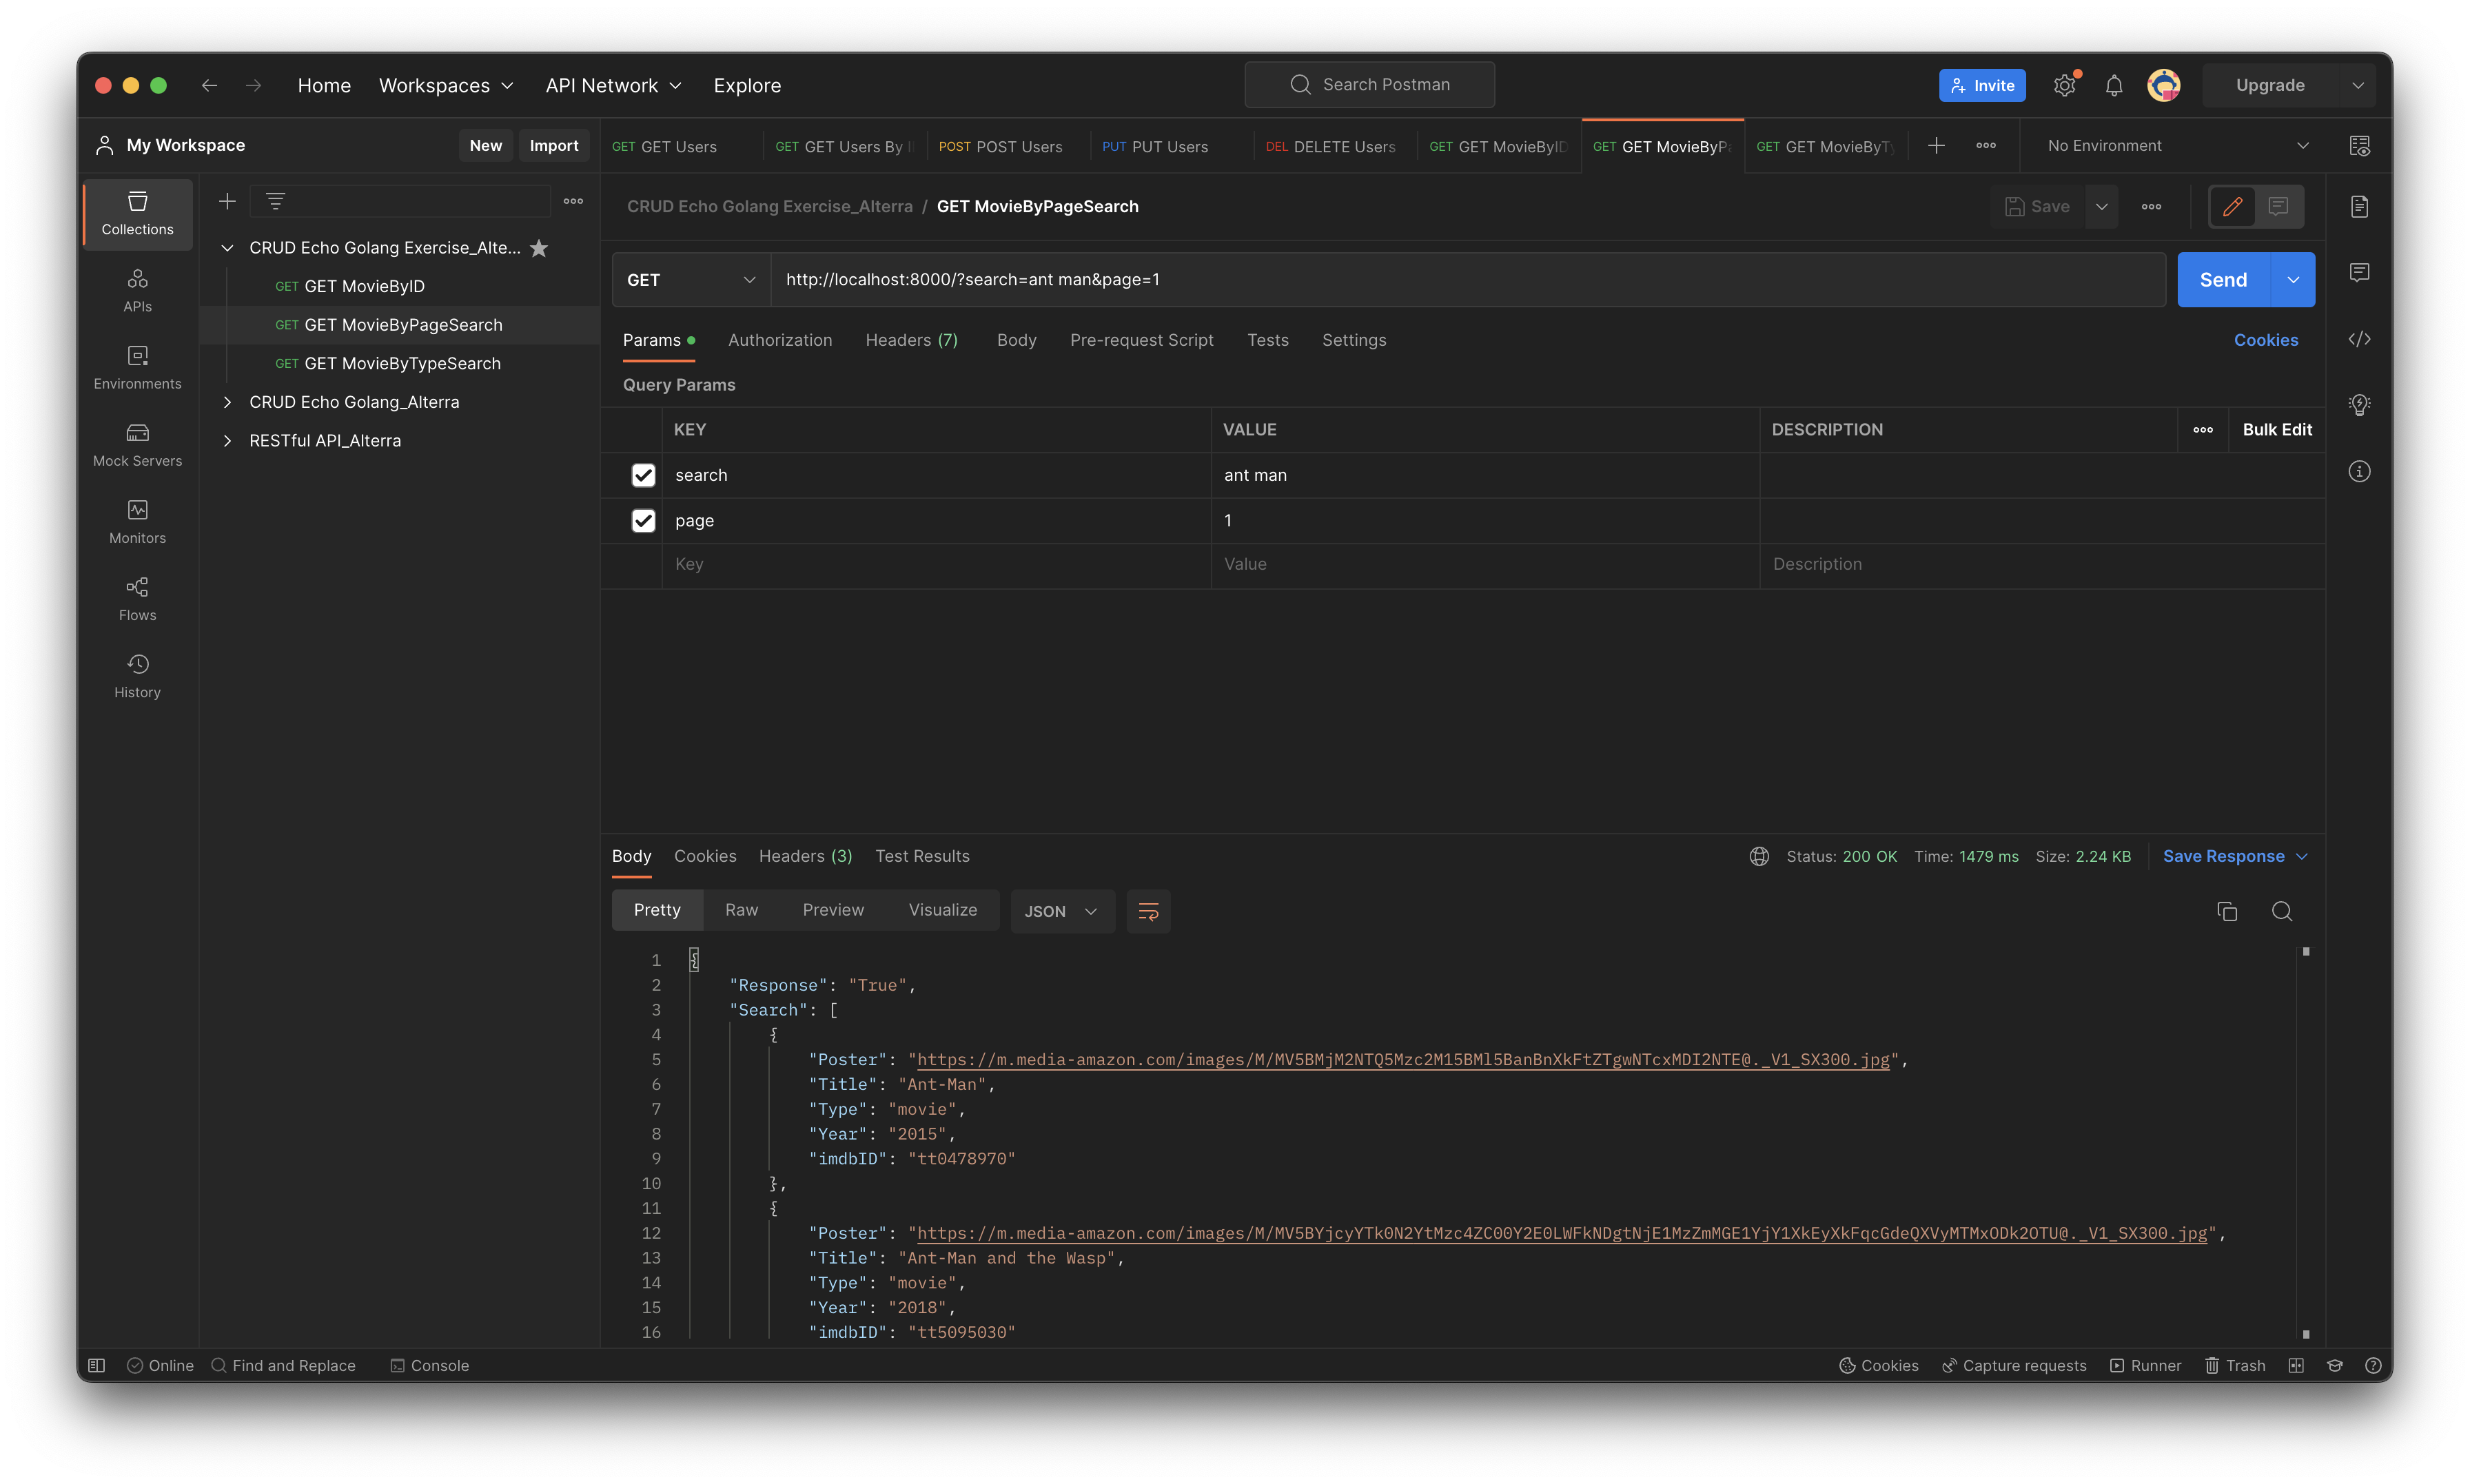 Home Workspaces API Network Explore Search Postman Invite Upgrade
My Workspace New Import
GET GET Users GET GET Users By POST POST Users PUT PUT Users DEL DELETE Users GET GET MovieByID GET GET MovieByPa GET GET MovieByTy No Environment
Collections
APIs
Environments
Mock Servers
Monitors
Flows
History
CRUD Echo Golang Exercise_Alte...
GET GET MovieByID
GET GET MovieByPageSearch
GET GET MovieByTypeSearch
CRUD Echo Golang_Alterra
RESTful API_Alterra
CRUD Echo Golang Exercise_Alterra / GET MovieByPageSearch Save
GET http://localhost:8000/?search=ant man&page=1 Send
Params Authorization Headers (7) Body Pre-request Script Tests Settings Cookies
Query Params
KEY VALUE DESCRIPTION Bulk Edit
search ant man
page 1
Key Value Description
Body Cookies Headers (3) Test Results Status: 200 OK Time: 1479 ms Size: 2.24 KB Save Response
Pretty Raw Preview Visualize JSON
1 {
2 "Response": "True",
3 "Search": [
4 {
5 "Poster": "https://m.media-amazon.com/images/M/MV5BMjM2NTQ5Mzc2M15BMl5BanBnXkFtZTgwNTcxMDI2NTE@._V1_SX300.jpg",
6 "Title": "Ant-Man",
7 "Type": "movie",
8 "Year": "2015",
9 "imdbID": "tt0478970"
10 },
11 {
12 "Poster": "https://m.media-amazon.com/images/M/MV5BYjcyYTk0N2YtMzc4ZC00Y2E0LWFkNDgtNjE1MzZmMGE1YjY1XkEyXkFqcGdeQXVyMTMxODk2OTU@._V1_SX300.jpg",
13 "Title": "Ant-Man and the Wasp",
14 "Type": "movie",
15 "Year": "2018",
16 "imdbID": "tt5095030"
Online Find and Replace Console Cookies Capture requests Runner Trash